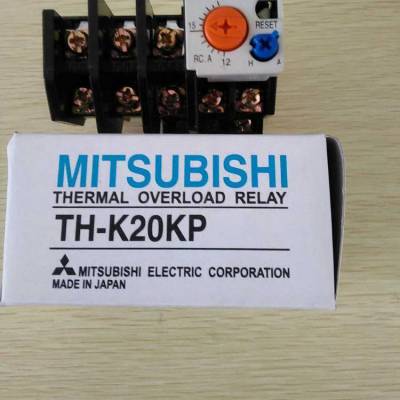 RESET
15
RC. A
12
H
A
MITSUBISHI
THERMAL OVERLOAD RELAY
TH-K20KP
MITSUBISHI ELECTRIC CORPORATION
MADE IN JAPAN